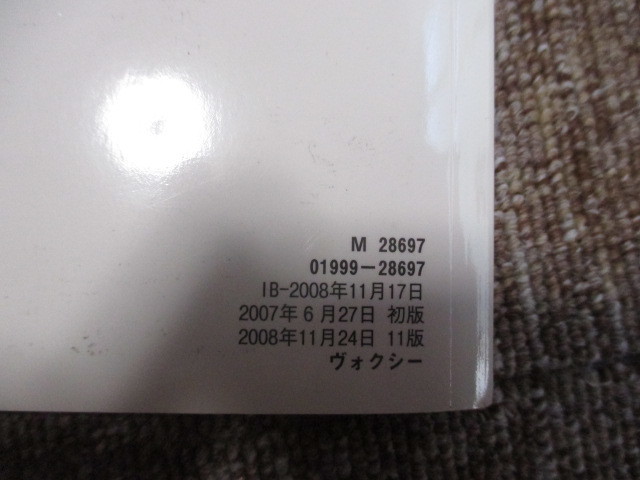 M 28697
01999-28697
IB-2008年11月17日
2007年6月27日 初版
2008年11月24日 11版
ヴォクシー